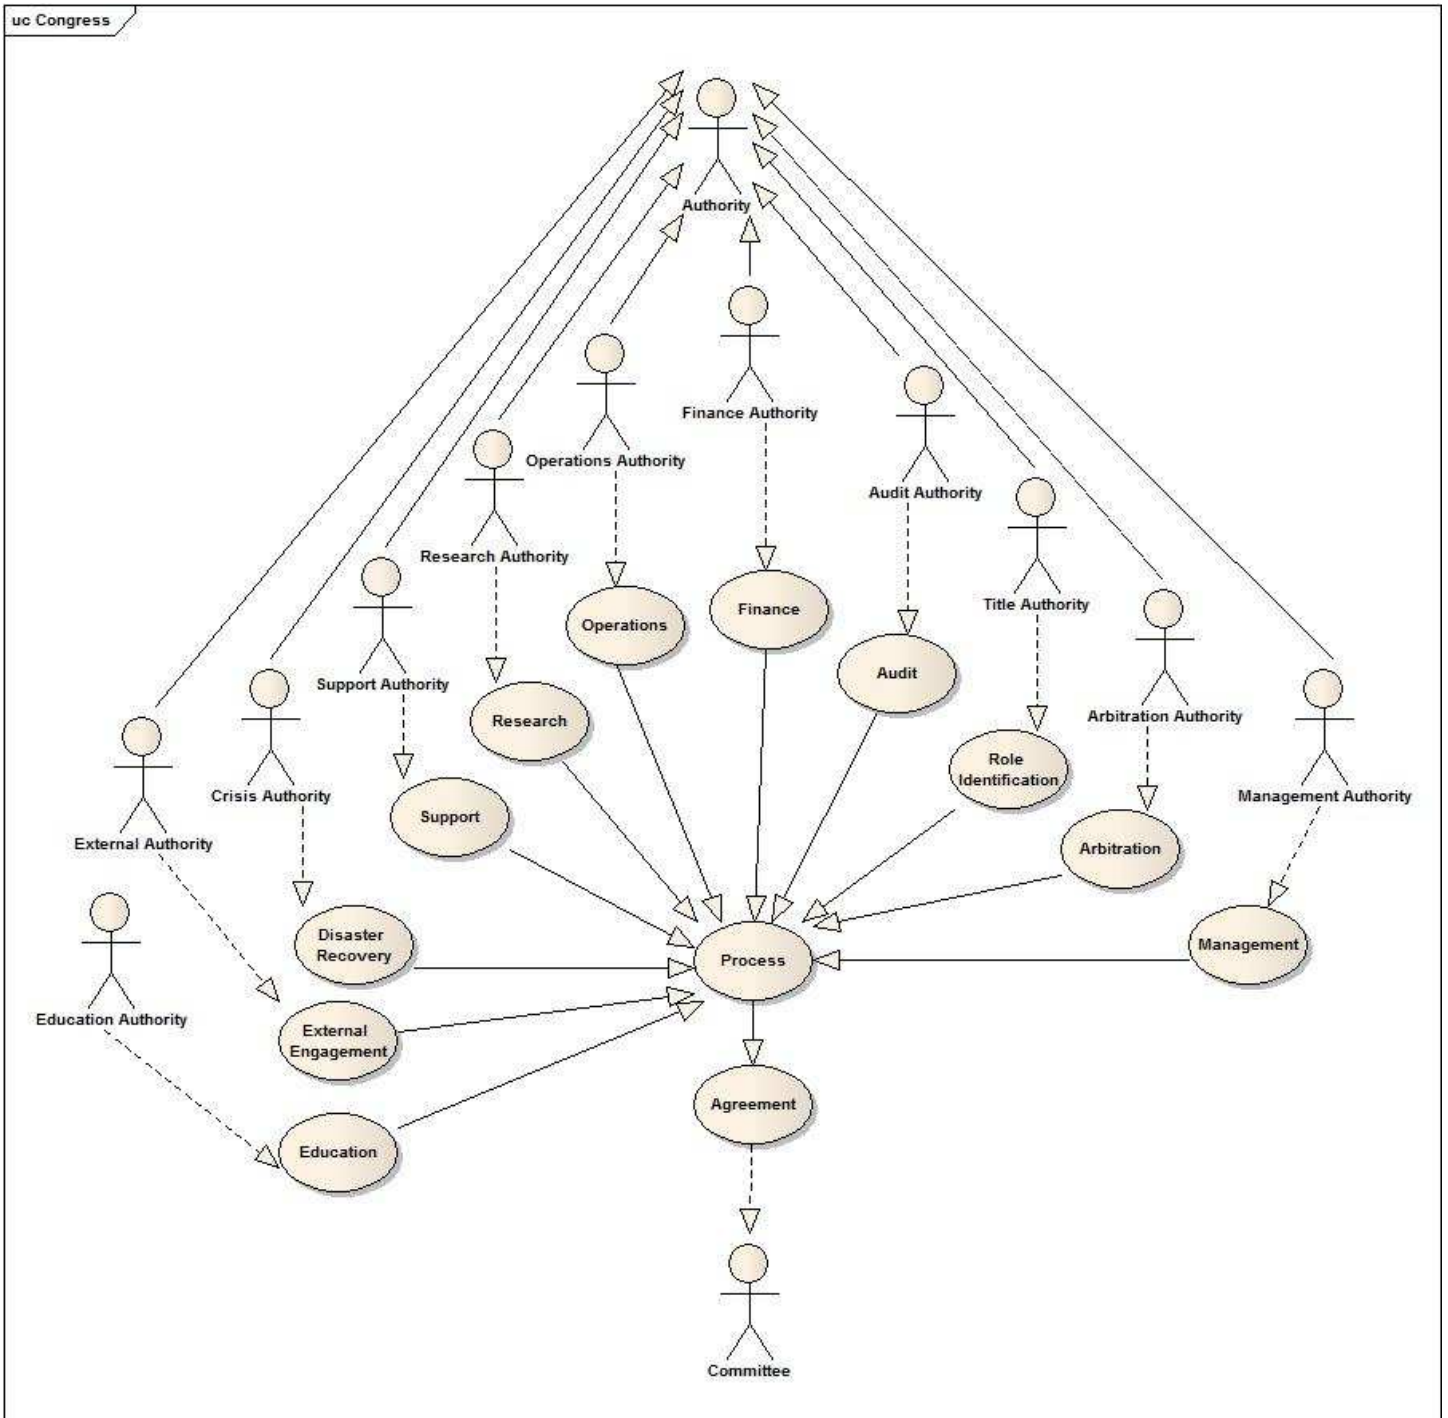 uc Congress
Authority
Finance Authority
Operations Authority
Audit Authority
Research Authority
Title Authority
Finance
Operations
Audit
Support Authority
Arbitration Authority
Research
Role
Identification
Crisis Authority
Management Authority
Support
External Authority
Arbitration
Disaster
Recovery
Management
Process
Education Authority
External
Engagement
Agreement
Education
Committee